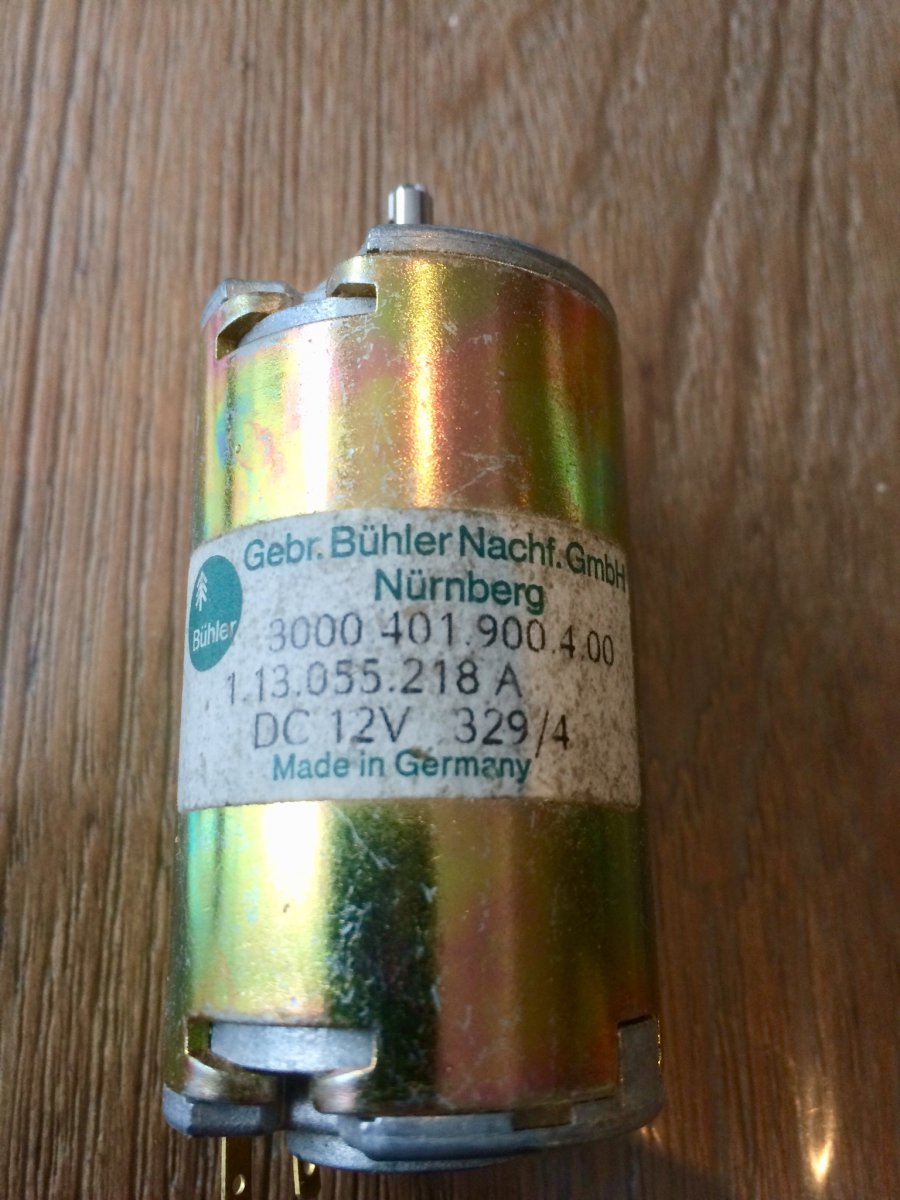 Gebr. Bühler Nachf. GmbH
Nürnberg
Bühler
3000 401.900.4.00
1.13.055.218 A
DC 12V 329/4
Made in Germany